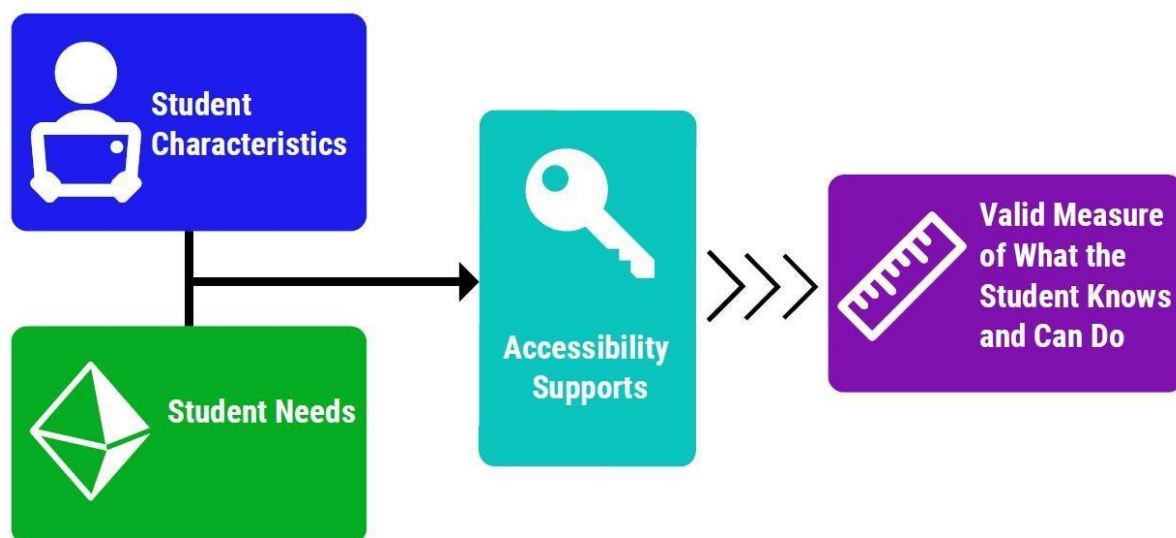 Student
Characteristics
Student Needs
Accessibility
Supports
Valid Measure
of What the
Student Knows
and Can Do